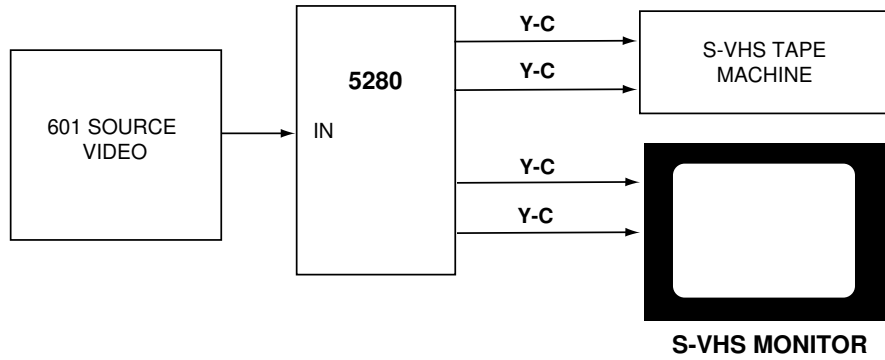 601 SOURCE
VIDEO
5280
IN
Y-C
Y-C
Y-C
Y-C
S-VHS TAPE
MACHINE
S-VHS MONITOR